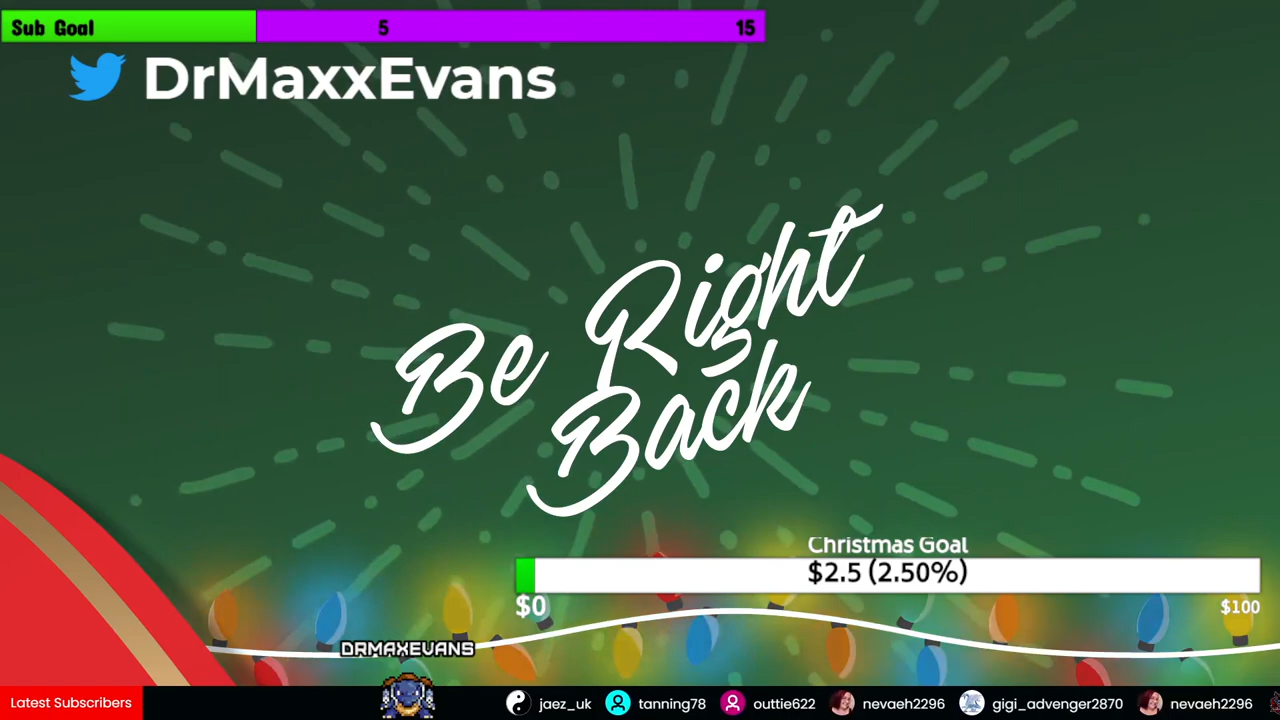 Sub Goal 5 15
DrMaxxEvans
Be Right
Back
Christmas Goal
$2.5 (2.50%)
$0 $100
DRMAXEVANS
Latest Subscribers jaez_uk tanning78 outtie622 nevaeh2296 gigi_advenger2870 nevaeh2296